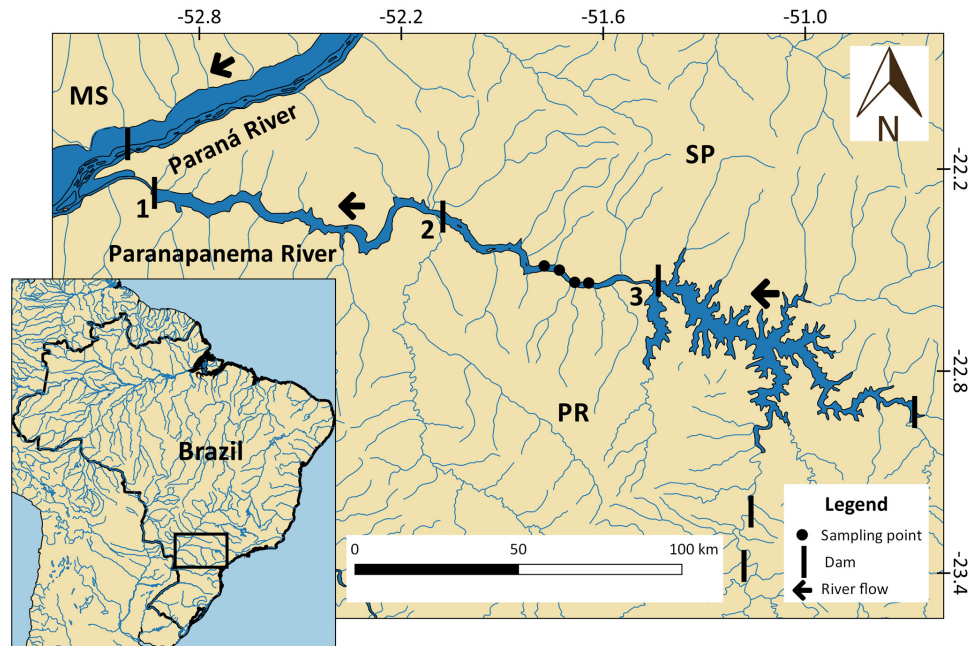 -52.8 -52.2 -51.6 -51.0
MS
N
Paraná River
SP
-22.2
1
2
Paranapanema River
3
-22.8
PR
Brazil
Legend
Sampling point
Dam
River flow
0 50 100 km
-23.4